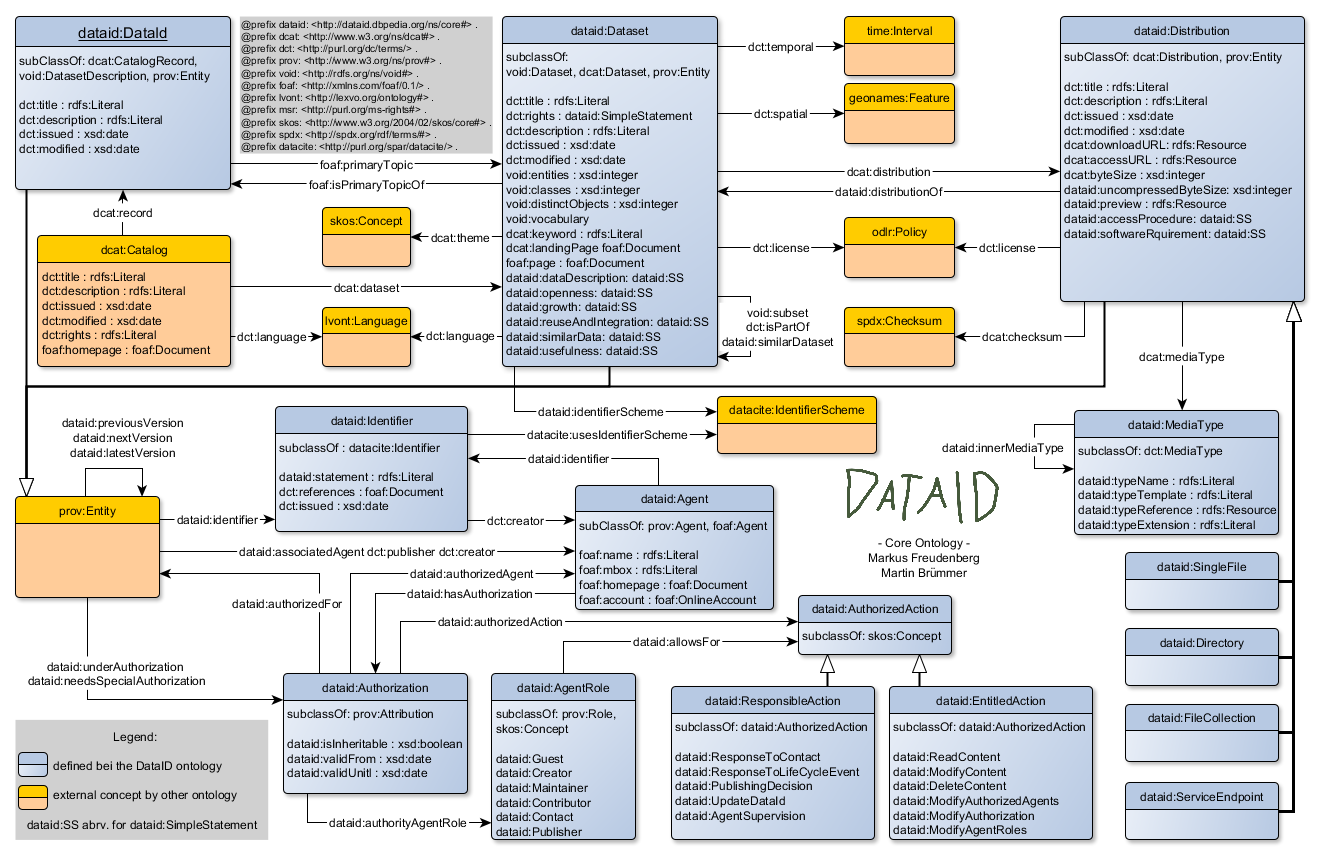 dataid:DataId
subClassOf: dcat:CatalogRecord,
void:DatasetDescription, prov:Entity
dct:title : rdfs:Literal
dct:description : rdfs:Literal
dct:issued : xsd:date
dct:modified : xsd:date
@prefix dataid: <http://dataid.dbpedia.org/ns/core#> .
@prefix dcat: <http://www.w3.org/ns/dcat#> .
@prefix dct: <http://purl.org/dc/terms/> .
@prefix prov: <http://www.w3.org/ns/prov#> .
@prefix void: <http://rdfs.org/ns/void#> .
@prefix foaf: <http://xmlns.com/foaf/0.1/> .
@prefix lvont: <http://lexvo.org/ontology#> .
@prefix msr: <http://purl.org/ms-rights#> .
@prefix skos: <http://www.w3.org/2004/02/skos/core#> .
@prefix spdx: <http://spdx.org/rdf/terms#> .
@prefix datacite: <http://purl.org/spar/datacite/> .
dataid:Dataset
subclassOf:
void:Dataset, dcat:Dataset, prov:Entity
dct:title : rdfs:Literal
dct:rights : dataid:SimpleStatement
dct:description : rdfs:Literal
dct:issued : xsd:date
dct:modified : xsd:date
void:entities : xsd:integer
void:classes : xsd:integer
void:distinctObjects : xsd:integer
void:vocabulary
dcat:keyword : rdfs:Literal
dcat:landingPage foaf:Document
foaf:page : foaf:Document
dataid:dataDescription: dataid:SS
dataid:openness: dataid:SS
dataid:growth: dataid:SS
dataid:reuseAndIntegration: dataid:SS
dataid:similarData: dataid:SS
dataid:usefulness: dataid:SS
dct:temporal
time:Interval
dct:spatial
geonames:Feature
dataid:Distribution
subClassOf: dcat:Distribution, prov:Entity
dct:title : rdfs:Literal
dct:description : rdfs:Literal
dct:issued : xsd:date
dct:modified : xsd:date
dcat:downloadURL: rdfs:Resource
dcat:accessURL : rdfs:Resource
dcat:byteSize : xsd:integer
dataid:uncompressedByteSize: xsd:integer
dataid:preview : rdfs:Resource
dataid:accessProcedure: dataid:SS
dataid:softwareRquirement: dataid:SS
foaf:primaryTopic
foaf:isPrimaryTopicOf
dcat:distribution
dataid:distributionOf
dcat:record
skos:Concept
dcat:theme
dct:license
odlr:Policy
dct:license
dcat:Catalog
dct:title : rdfs:Literal
dct:description : rdfs:Literal
dct:issued : xsd:date
dct:modified : xsd:date
dct:rights : rdfs:Literal
foaf:homepage : foaf:Document
dcat:dataset
dct:language
lvont:Language
dct:language
void:subset
dct:isPartOf
dataid:similarDataset
spdx:Checksum
dcat:checksum
dcat:mediaType
dataid:previousVersion
dataid:nextVersion
dataid:latestVersion
dataid:Identifier
subclassOf : datacite:Identifier
dataid:statement : rdfs:Literal
dct:references : foaf:Document
dct:issued : xsd:date
dataid:identifierScheme
datacite:usesIdentifierScheme
datacite:IdentifierScheme
dataid:identifier
dataid:innerMediaType
dataid:MediaType
subClassOf: dct:MediaType
dataid:typeName : rdfs:Literal
dataid:typeTemplate : rdfs:Literal
dataid:typeReference : rdfs:Resource
dataid:typeExtension : rdfs:Literal
prov:Entity
dataid:identifier
dct:creator
dataid:Agent
subClassOf: prov:Agent, foaf:Agent
foaf:name : rdfs:Literal
foaf:mbox : rdfs:Literal
foaf:homepage : foaf:Document
foaf:account : foaf:OnlineAccount
DATAID
- Core Ontology -
Markus Freudenberg
Martin Brümmer
dataid:associatedAgent dct:publisher dct:creator
dataid:authorizedAgent
dataid:hasAuthorization
dataid:authorizedFor
dataid:authorizedAction
dataid:allowsFor
dataid:AuthorizedAction
subclassOf: skos:Concept
dataid:SingleFile
dataid:Directory
dataid:FileCollection
dataid:ServiceEndpoint
dataid:underAuthorization
dataid:needsSpecialAuthorization
dataid:Authorization
subclassOf: prov:Attribution
dataid:isInheritable : xsd:boolean
dataid:validFrom : xsd:date
dataid:validUnitl : xsd:date
dataid:authorityAgentRole
dataid:AgentRole
subclassOf: prov:Role,
skos:Concept
dataid:Guest
dataid:Creator
dataid:Maintainer
dataid:Contributor
dataid:Contact
dataid:Publisher
dataid:ResponsibleAction
subclassOf: dataid:AuthorizedAction
dataid:ResponseToContact
dataid:ResponseToLifeCycleEvent
dataid:PublishingDecision
dataid:UpdateDataId
dataid:AgentSupervision
dataid:EntitledAction
subclassOf: dataid:AuthorizedAction
dataid:ReadContent
dataid:ModifyContent
dataid:DeleteContent
dataid:ModifyAuthorizedAgents
dataid:ModifyAuthorization
dataid:ModifyAgentRoles
Legend:
defined bei the DataID ontology
external concept by other ontology
dataid:SS abrv. for dataid:SimpleStatement